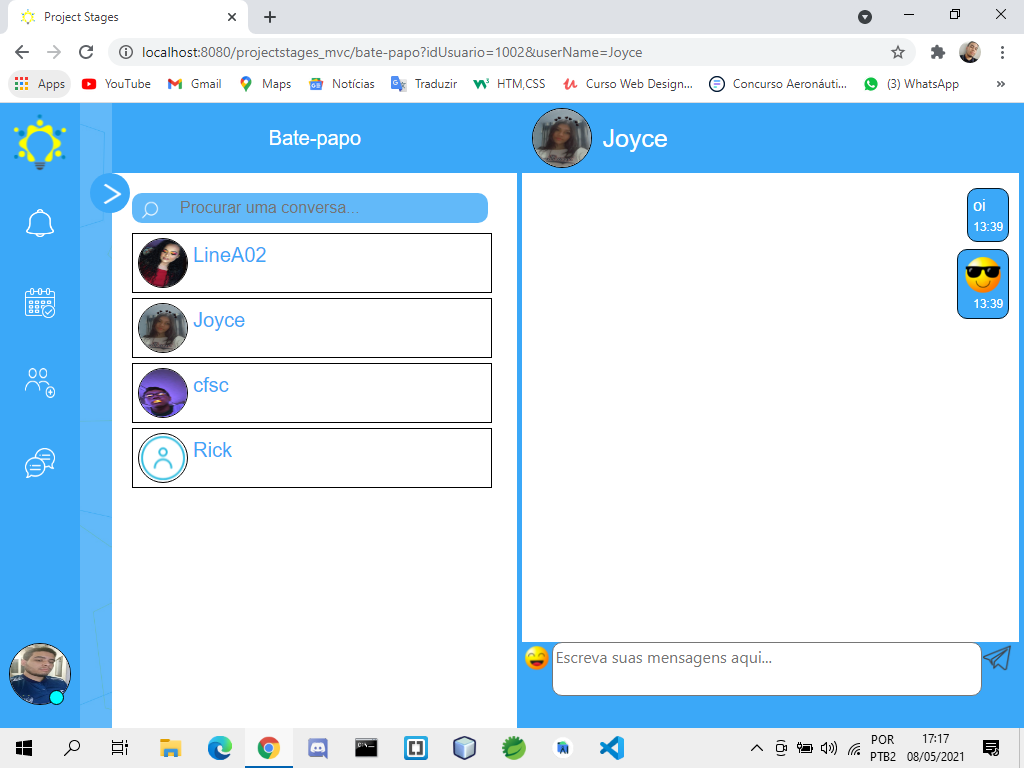 Project Stages
localhost:8080/projectstages_mvc/bate-papo?idUsuario=1002&userName=Joyce
Apps YouTube Gmail Maps Notícias Traduzir HTM,CSS Curso Web Design... Concurso Aeronáuti... (3) WhatsApp »
Bate-papo
Joyce
Procurar uma conversa...
LineA02
Joyce
cfsc
Rick
oi
13:39
13:39
Escreva suas mensagens aqui...
POR
PTB2
17:17
08/05/2021